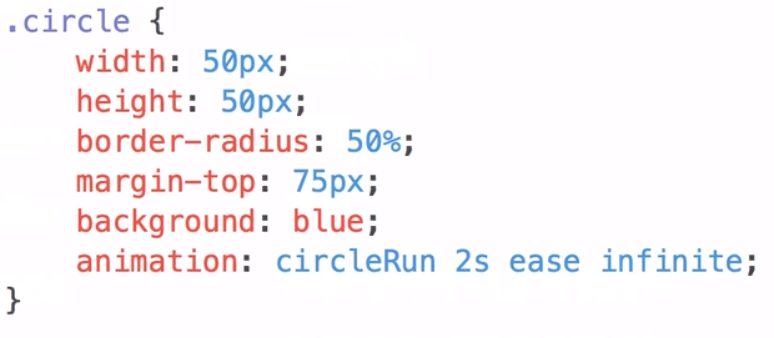 .circle {
    width: 50px;
    height: 50px;
    border-radius: 50%;
    margin-top: 75px;
    background: blue;
    animation: circleRun 2s ease infinite;
}